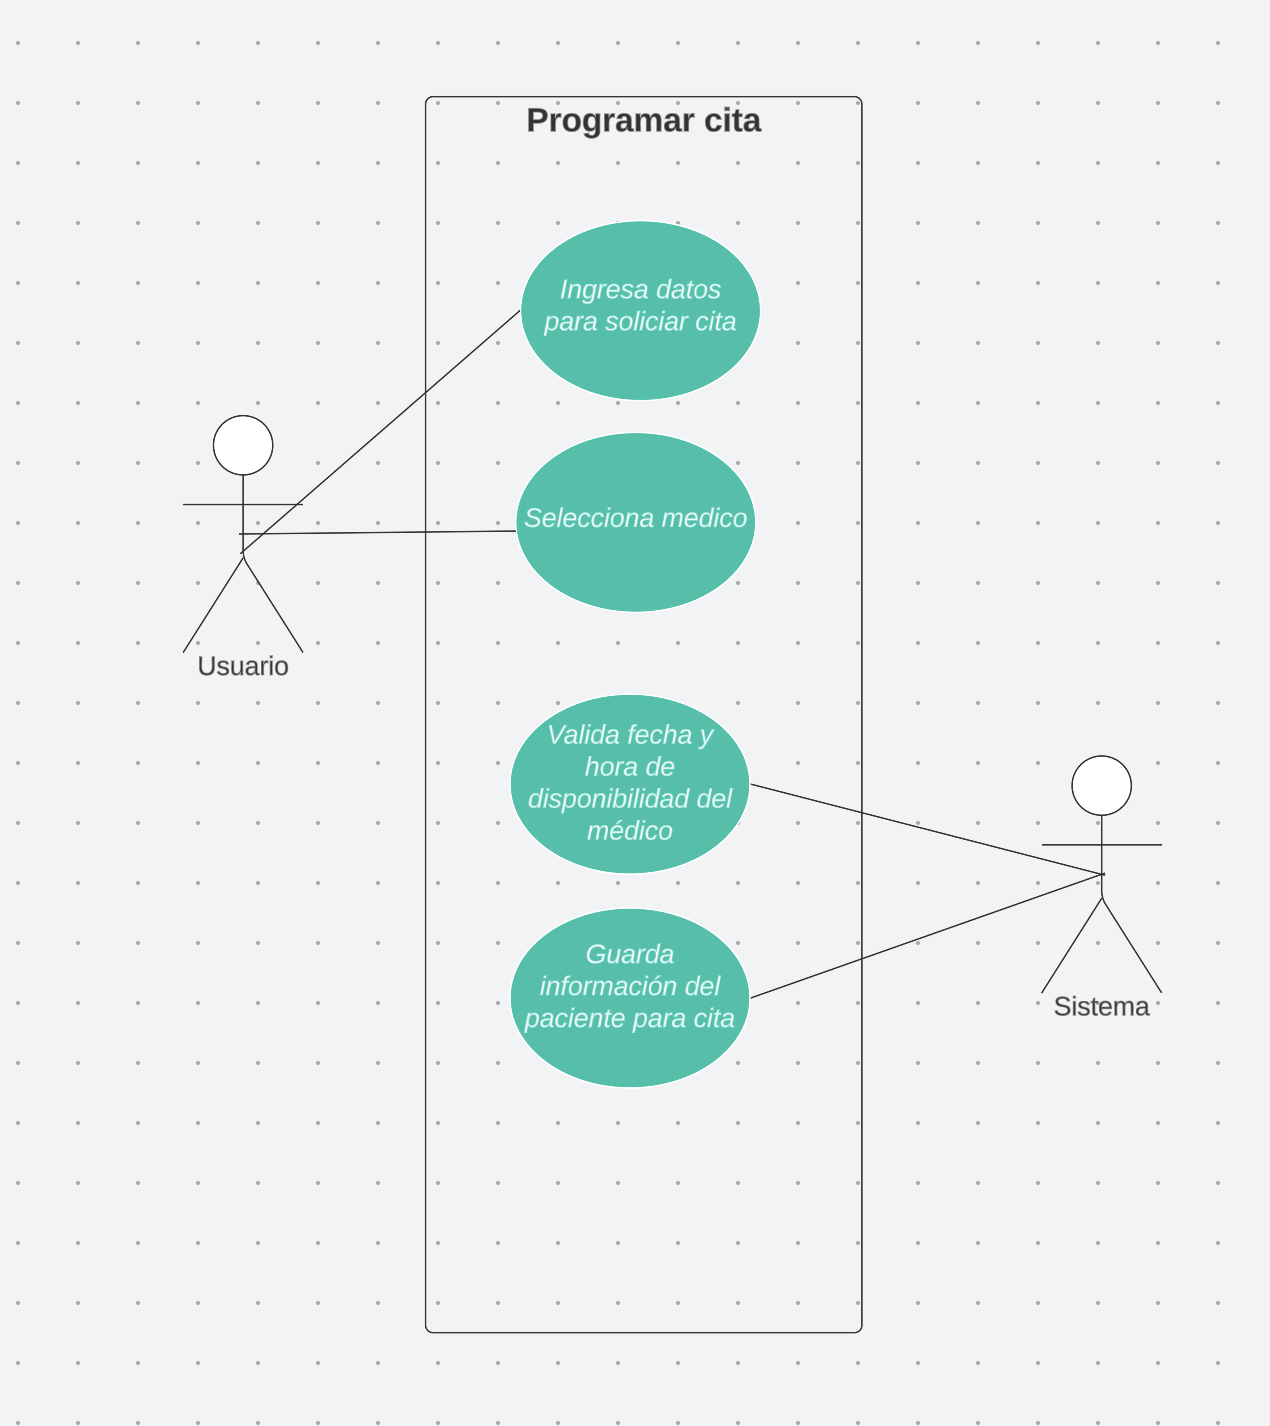 Programar cita
Ingresa datos
para soliciar cita
Selecciona medico
Usuario
Valida fecha y
hora de
disponibilidad del
médico
Guarda
información del
paciente para cita
Sistema